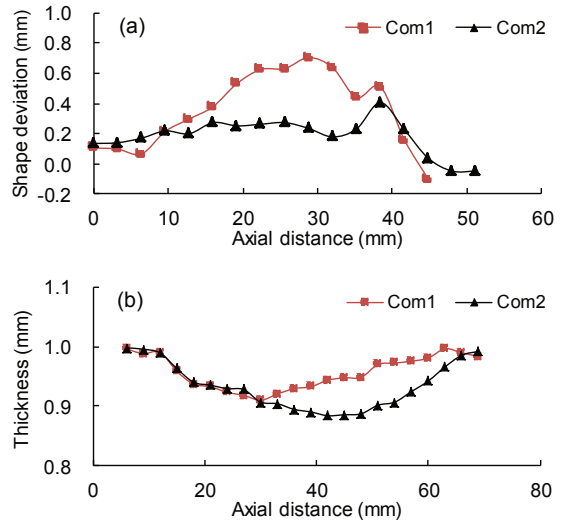 (a)
Com1
Com2
Shape deviation (mm)
1.0
0.8
0.6
0.4
0.2
0.0
-0.2
0
10
20
30
40
50
60
Axial distance (mm)
(b)
Com1
Com2
Thickness (mm)
1.1
1.0
0.9
0.8
0
20
40
60
80
Axial distance (mm)